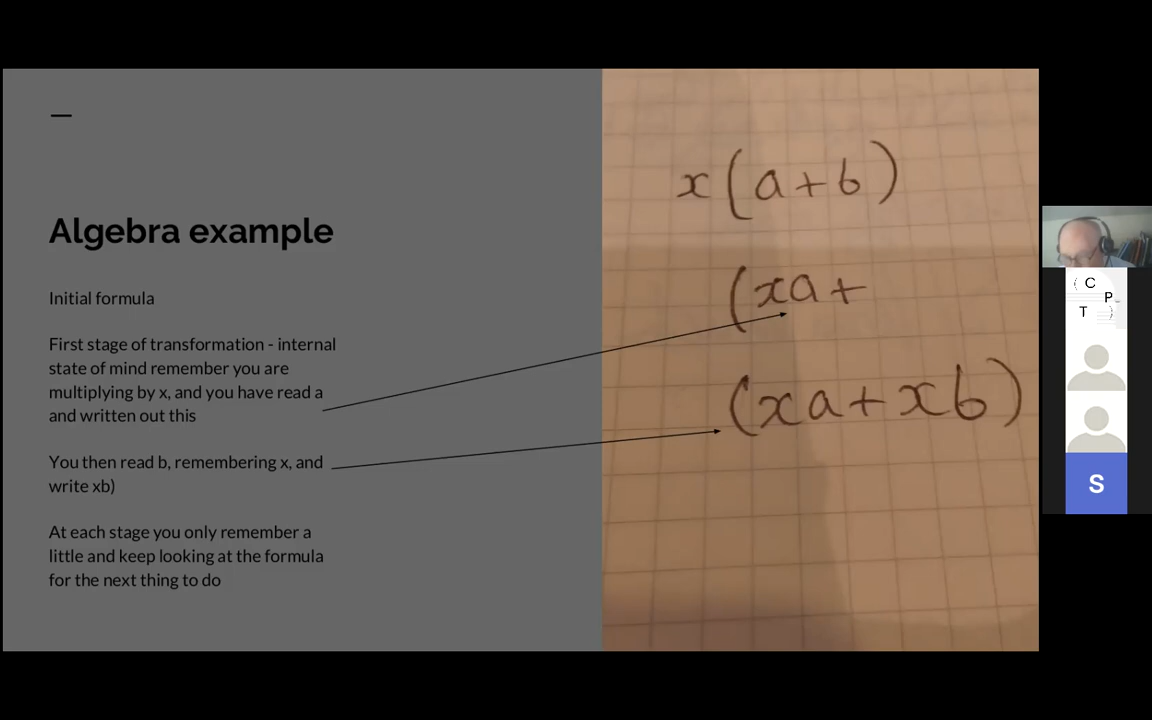 Algebra example
Initial formula
First stage of transformation - internal
state of mind remember you are
multiplying by x, and you have read a
and written out this
You then read b, remembering x, and
write xb)
At each stage you only remember a
little and keep looking at the formula
for the next thing to do
x(a+b)
(xa+
(xa+xb)
( C
P
T )
S